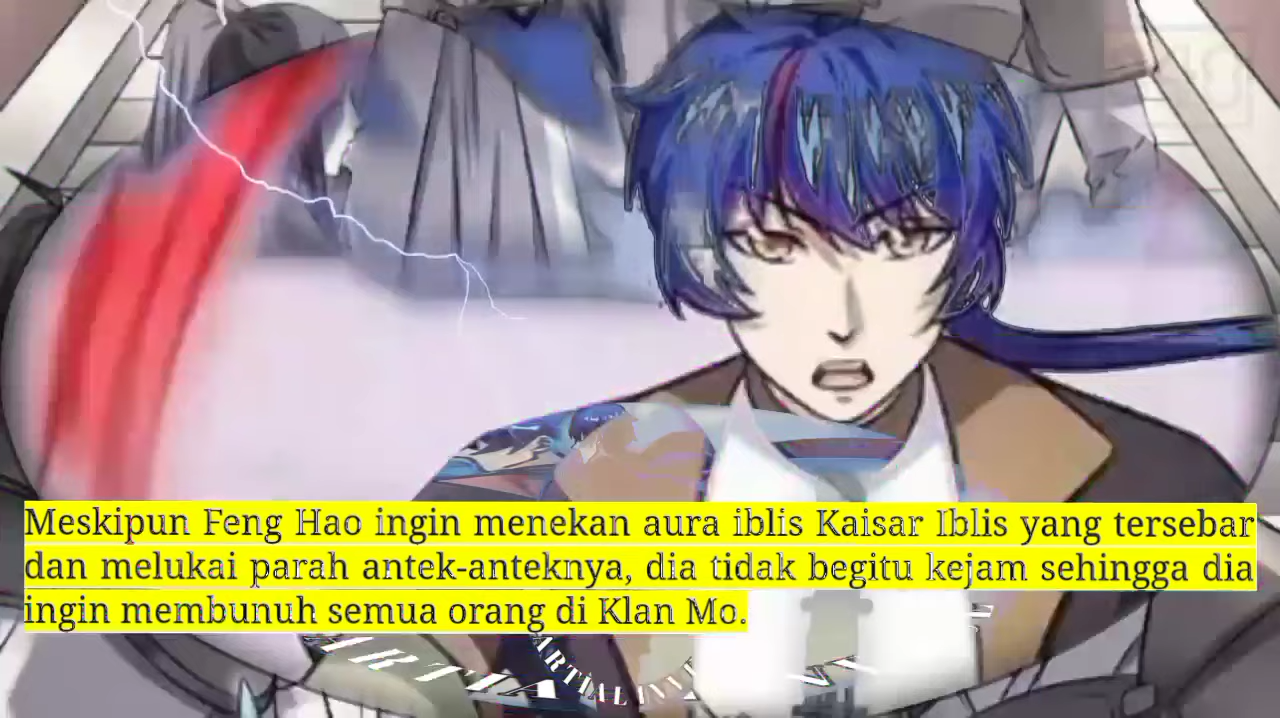 Meskipun Feng Hao ingin menekan aura iblis Kaisar Iblis yang tersebar
dan melukai parah antek-anteknya, dia tidak begitu kejam sehingga dia
ingin membunuh semua orang di Klan Mo.